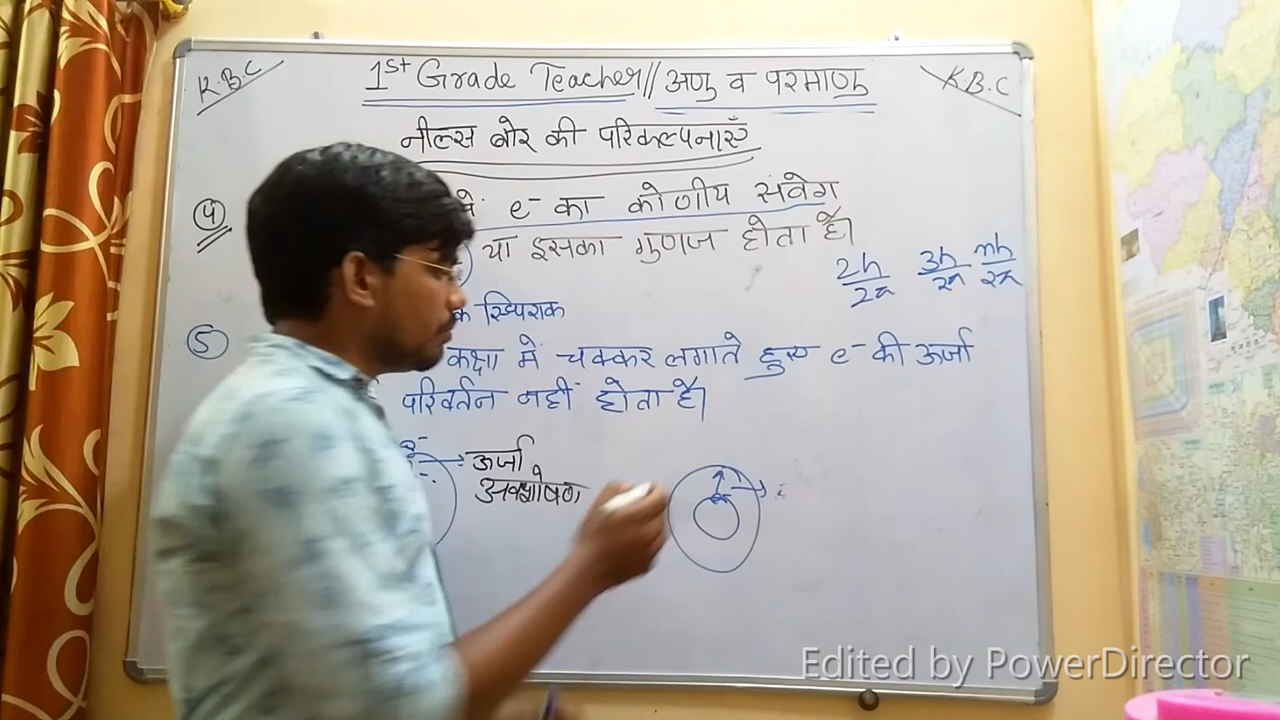 K.B.C
1st Grade Teacher// अणु व परमाणु
K.B.C
नील्स बोर की परिकल्पनाएँ
4
में e- का कोणीय संवेग
या इसका गुणज होता है।
2h/2π 3h/2π nh/2π
5
कक्षा में चक्कर लगाते हुए e- की ऊर्जा
परिवर्तन नहीं होता है।
ऊर्जा
अवशोषण
Edited by PowerDirector